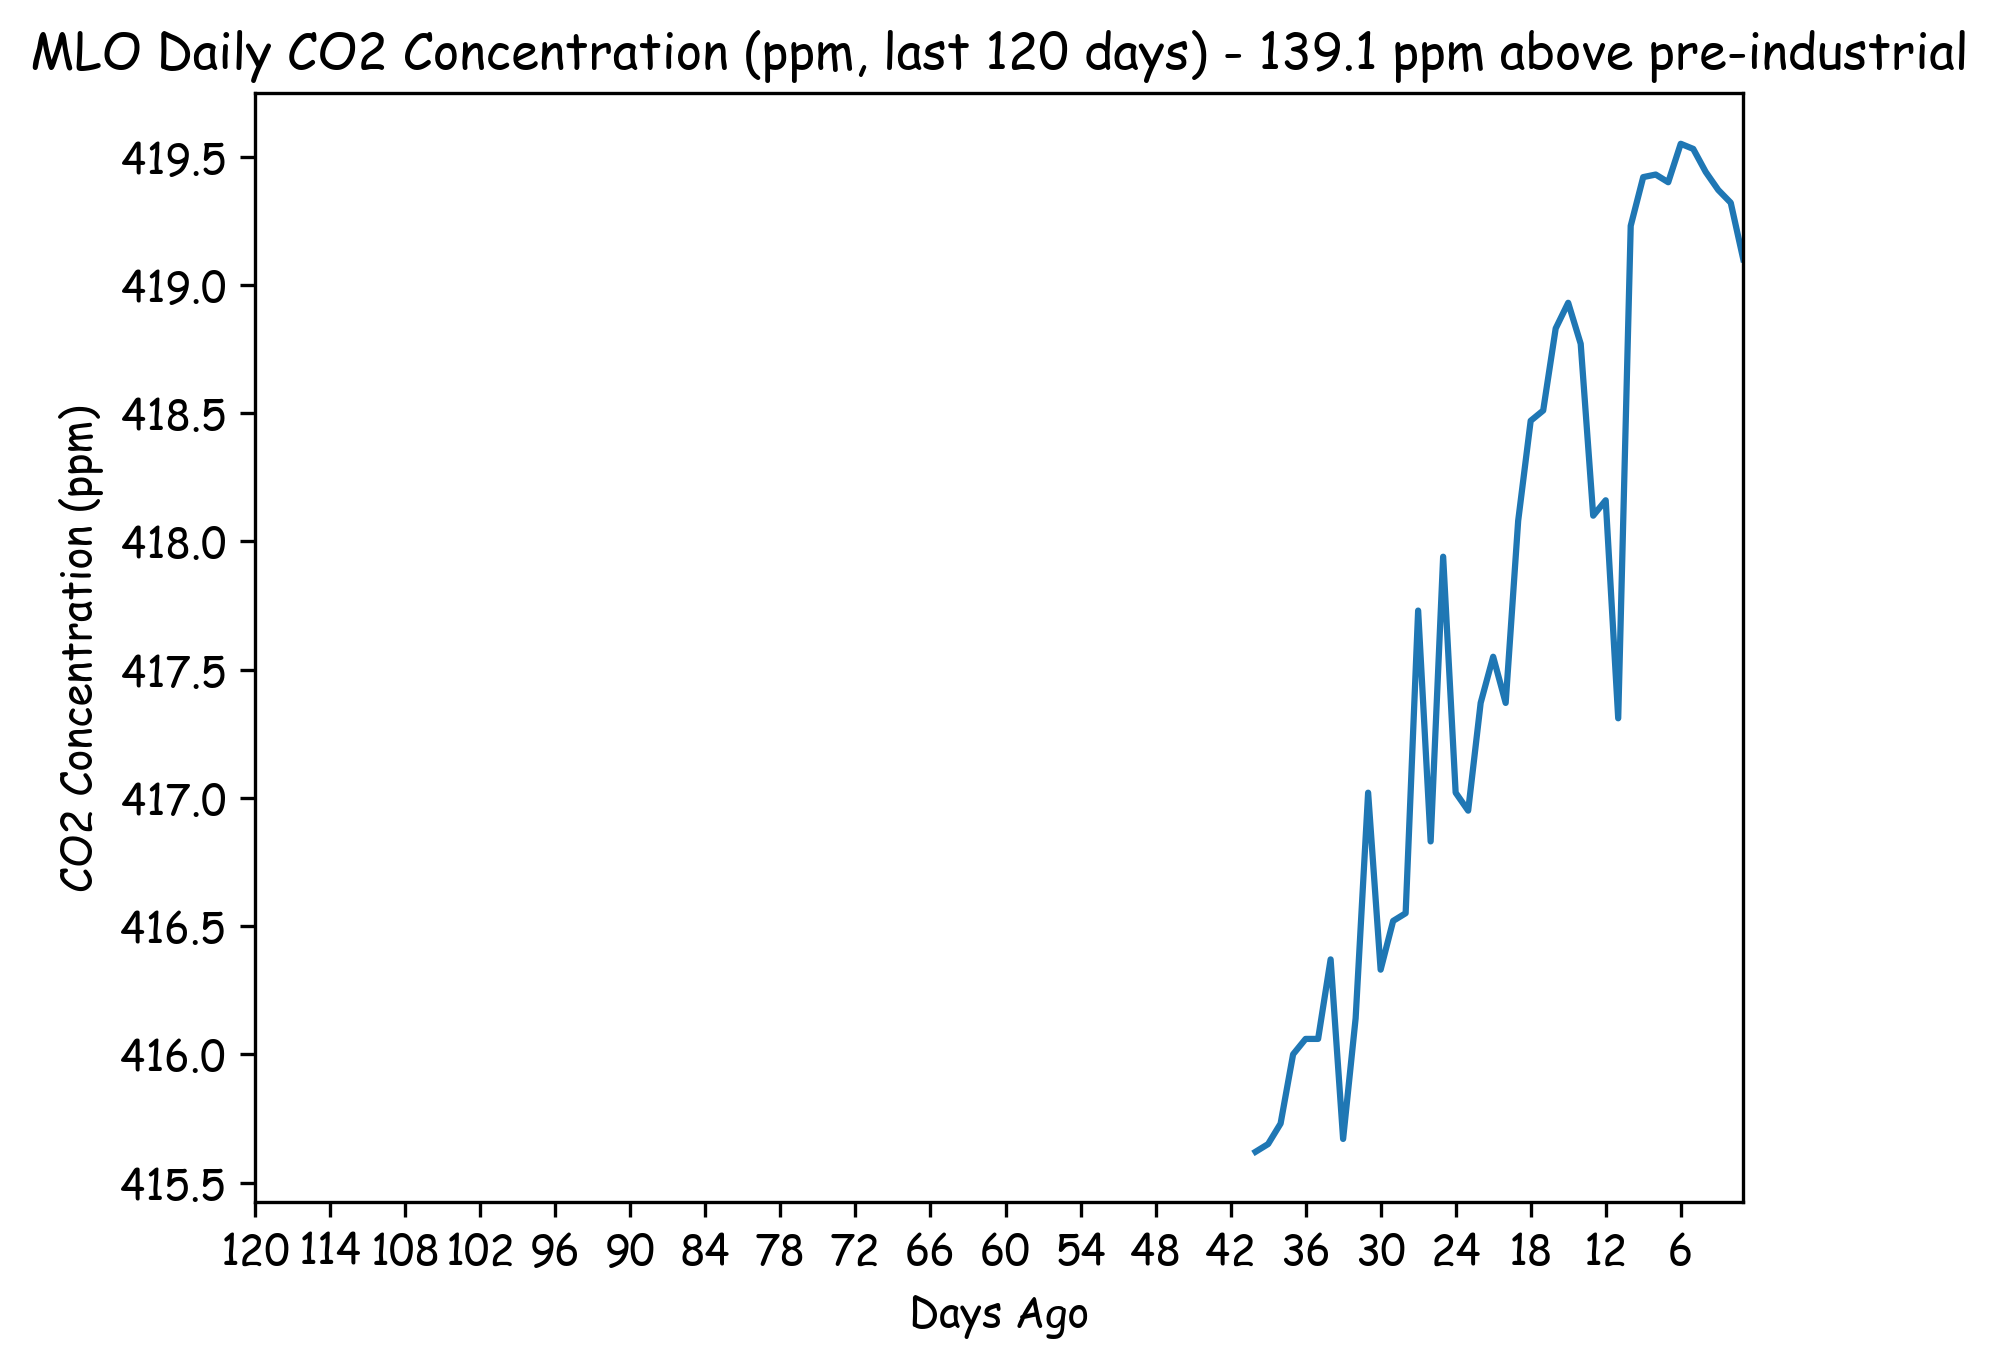 MLO Daily CO2 Concentration (ppm, last 120 days) - 139.1 ppm above pre-industrial
419.5
419.0
418.5
418.0
417.5
417.0
416.5
416.0
415.5
CO2 Concentration (ppm)
120 114 108 102 96 90 84 78 72 66 60 54 48 42 36 30 24 18 12 6
Days Ago